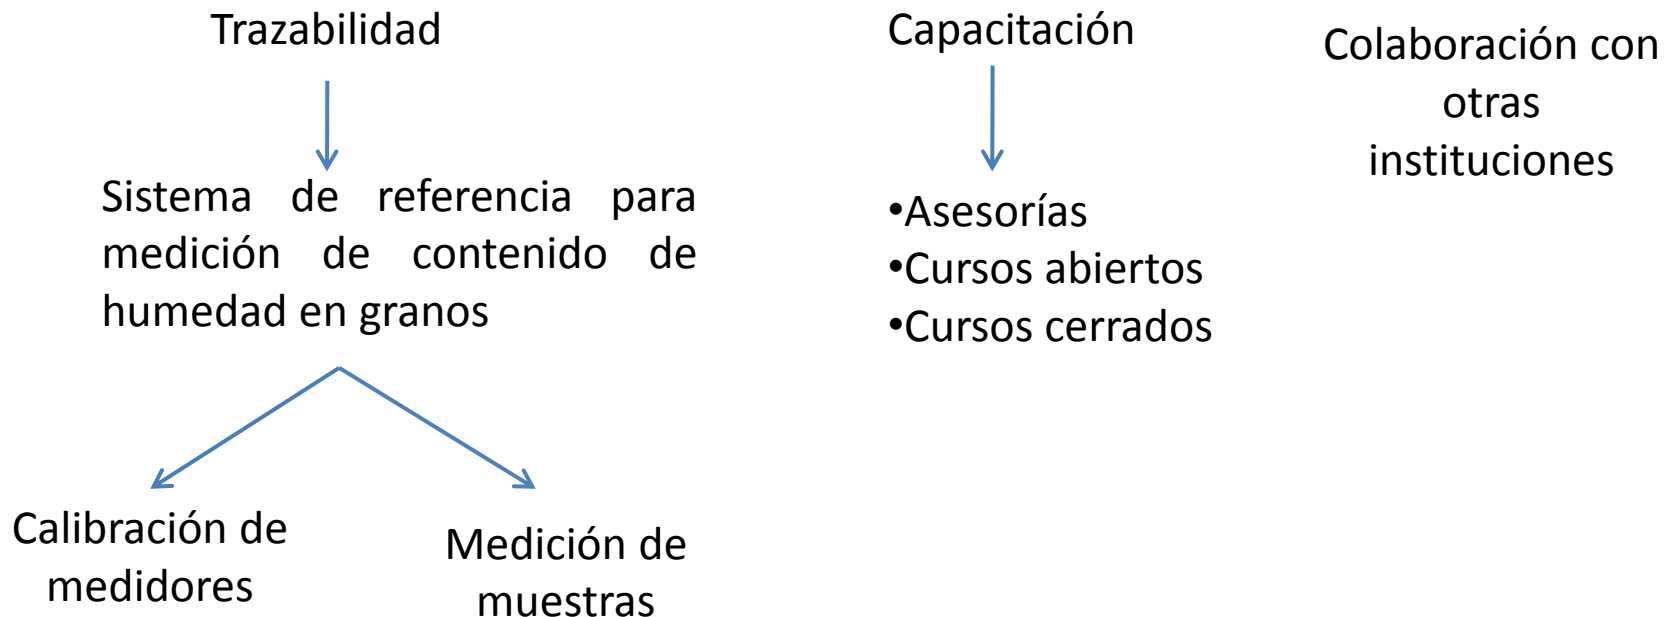 Trazabilidad
Sistema de referencia para
medición de contenido de
humedad en granos
Calibración de
medidores
Medición de
muestras
Capacitación
•Asesorías
•Cursos abiertos
•Cursos cerrados
Colaboración con
otras
instituciones